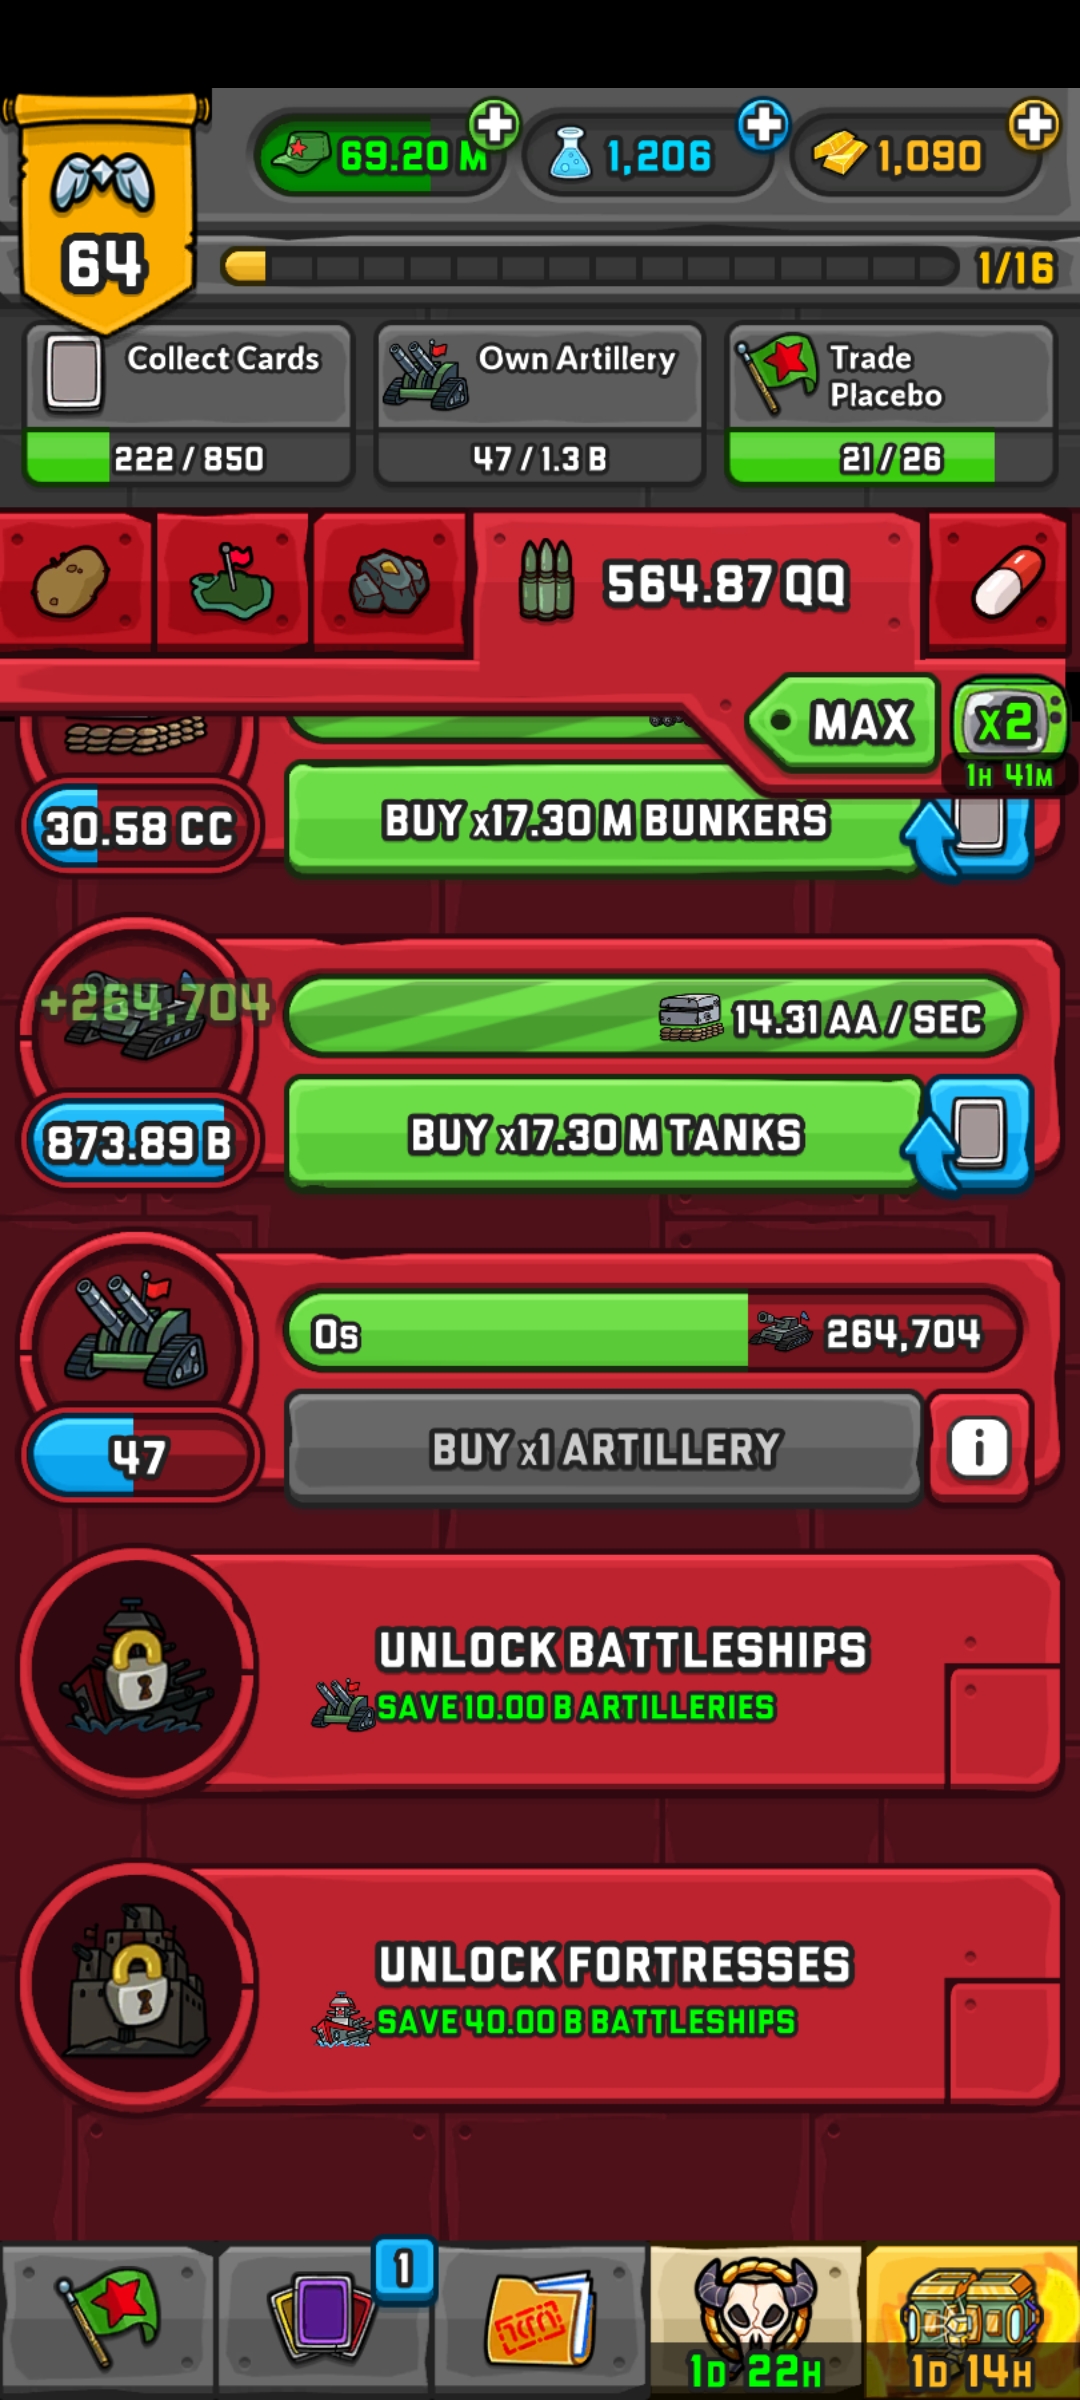 69.20 M
1,206
1,090
64
1/16
Collect Cards
222 / 850
Own Artillery
47 / 1.3 B
Trade
Placebo
21 / 26
564.87 QQ
MAX
x2
1H 41M
30.58 CC
BUY x17.30 M BUNKERS
+264,704
14.31 AA / SEC
873.89 B
BUY x17.30 M TANKS
0s
264,704
47
BUY x1 ARTILLERY
i
UNLOCK BATTLESHIPS
SAVE 10.00 B ARTILLERIES
UNLOCK FORTRESSES
SAVE 40.00 B BATTLESHIPS
1
1D 22H
1D 14H